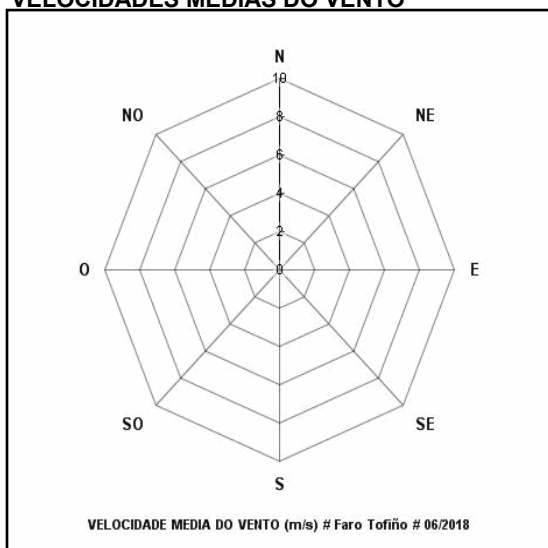 VELOCIDADES MEDIAS DO VENTO
N
10
NO
NE
8
6
4
2
O
0
E
SO
SE
S
VELOCIDADE MEDIA DO VENTO (m/s) # Faro Tofiño # 06/2018